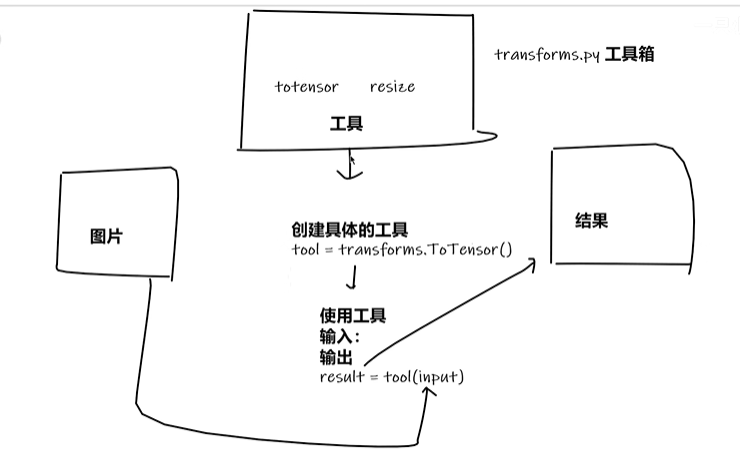 transforms.py 工具箱
totensor resize
工具
图片
结果
创建具体的工具
tool = transforms.ToTensor()
使用工具
输入：
输出
result = tool(input)